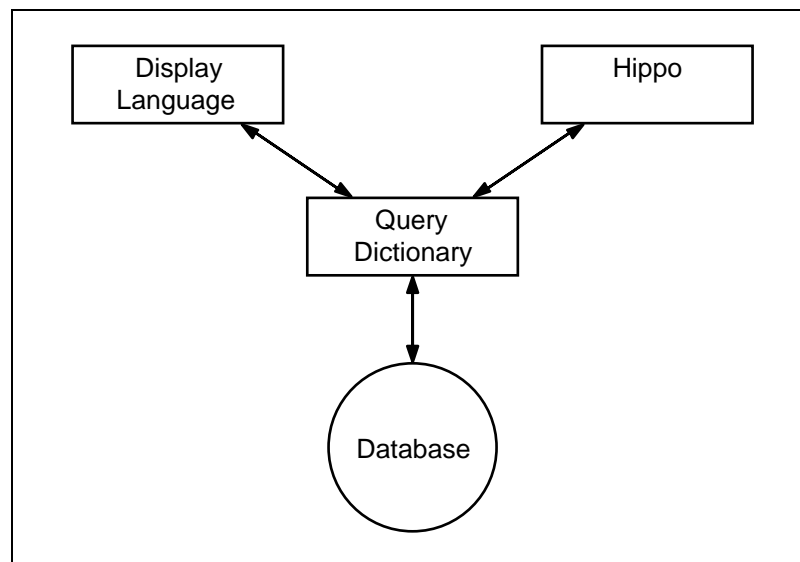 Display
Language
Hippo
Query
Dictionary
Database